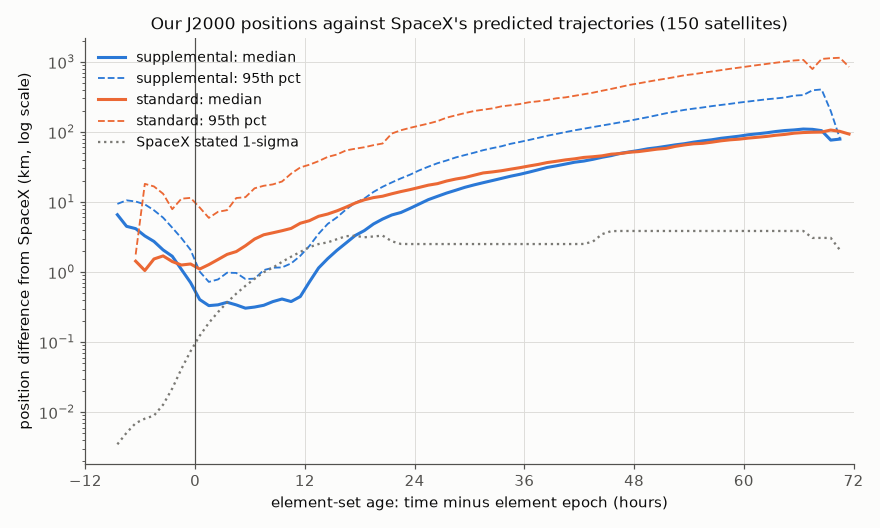 Our J2000 positions against SpaceX's predicted trajectories (150 satellites)
position difference from SpaceX (km, log scale)
10³
10²
10¹
10⁰
10⁻¹
10⁻²
supplemental: median
supplemental: 95th pct
standard: median
standard: 95th pct
SpaceX stated 1-sigma
−12 0 12 24 36 48 60 72
element-set age: time minus element epoch (hours)